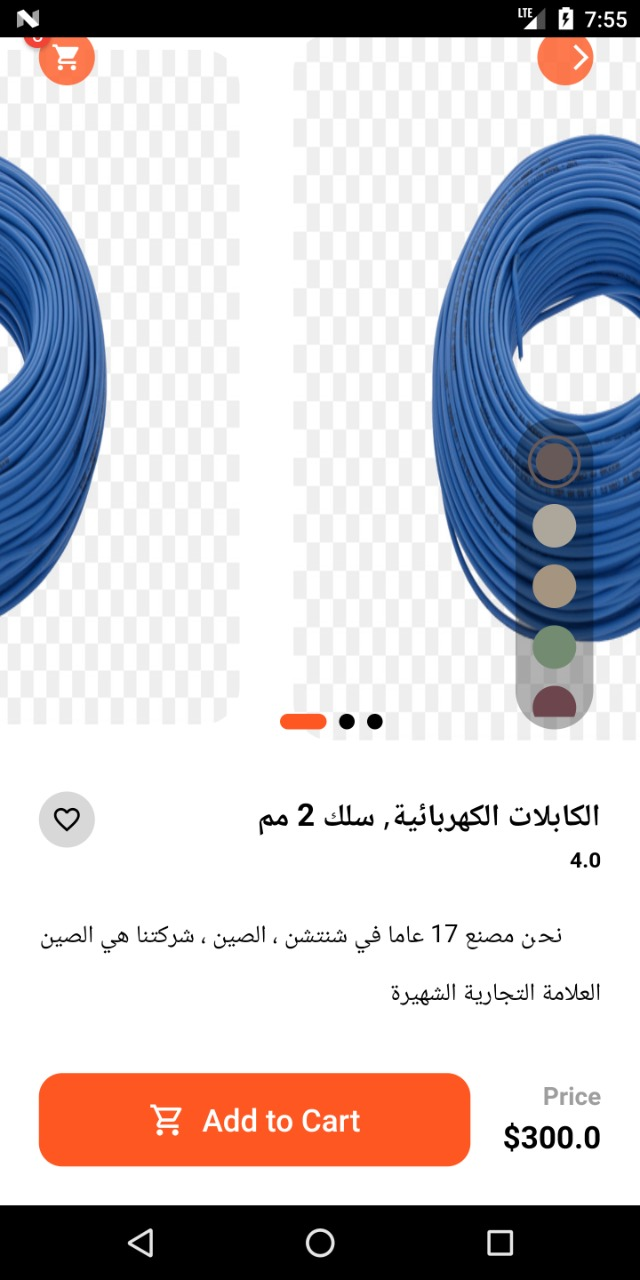 LTE
7:55
الكابلات الكهربائية, سلك 2 مم
4.0
نحن مصنع 17 عاما في شنتشن ، الصين ، شركتنا هي الصين
العلامة التجارية الشهيرة
Add to Cart
Price
$300.0